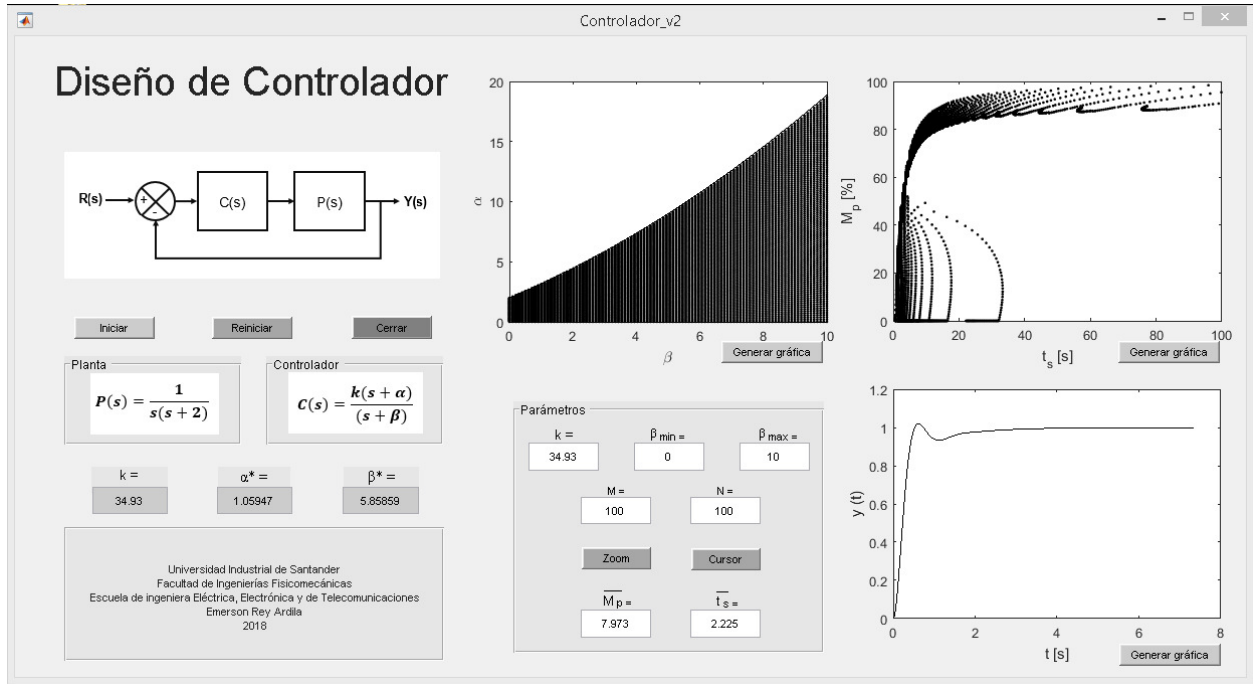 Controlador_v2
Diseño de Controlador
R(s)
+
-
C(s)
P(s)
Y(s)
Iniciar
Reiniciar
Cerrar
Planta
P(s) = 1 / s(s + 2)
Controlador
C(s) = k(s + α) / (s + β)
k =
34.93
α* =
1.05947
β* =
5.85859
Universidad Industrial de Santander
Facultad de Ingenierías Fisicomecánicas
Escuela de ingeniera Eléctrica, Electrónica y de Telecomunicaciones
Emerson Rey Ardila
2018
20
15
10
5
0
α
0 2 4 6 8 10
β
Generar gráfica
100
80
60
40
20
0
M_p [%]
0 20 40 60 80 100
t_s [s]
Generar gráfica
Parámetros
k =
34.93
β min =
0
β max =
10
M =
100
N =
100
Zoom
Cursor
M p =
7.973
t s =
2.225
1.2
1
0.8
0.6
0.4
0.2
0
y (t)
0 2 4 6 8
t [s]
Generar gráfica